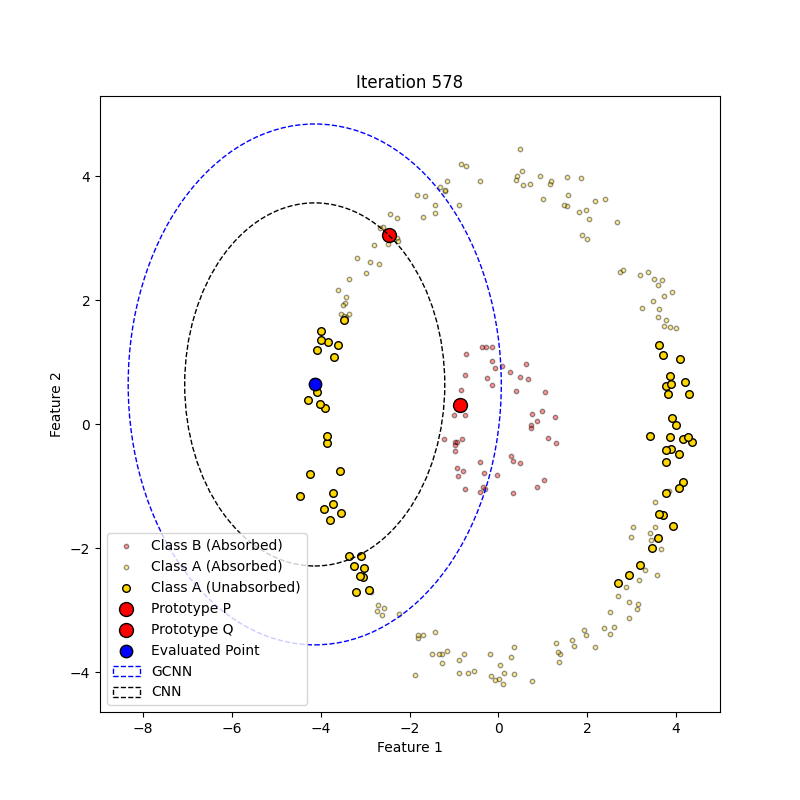 Iteration 578
Feature 2
4
2
0
−2
−4
Class B (Absorbed)
Class A (Absorbed)
Class A (Unabsorbed)
Prototype P
Prototype Q
Evaluated Point
GCNN
CNN
−8 −6 −4 −2 0 2 4
Feature 1